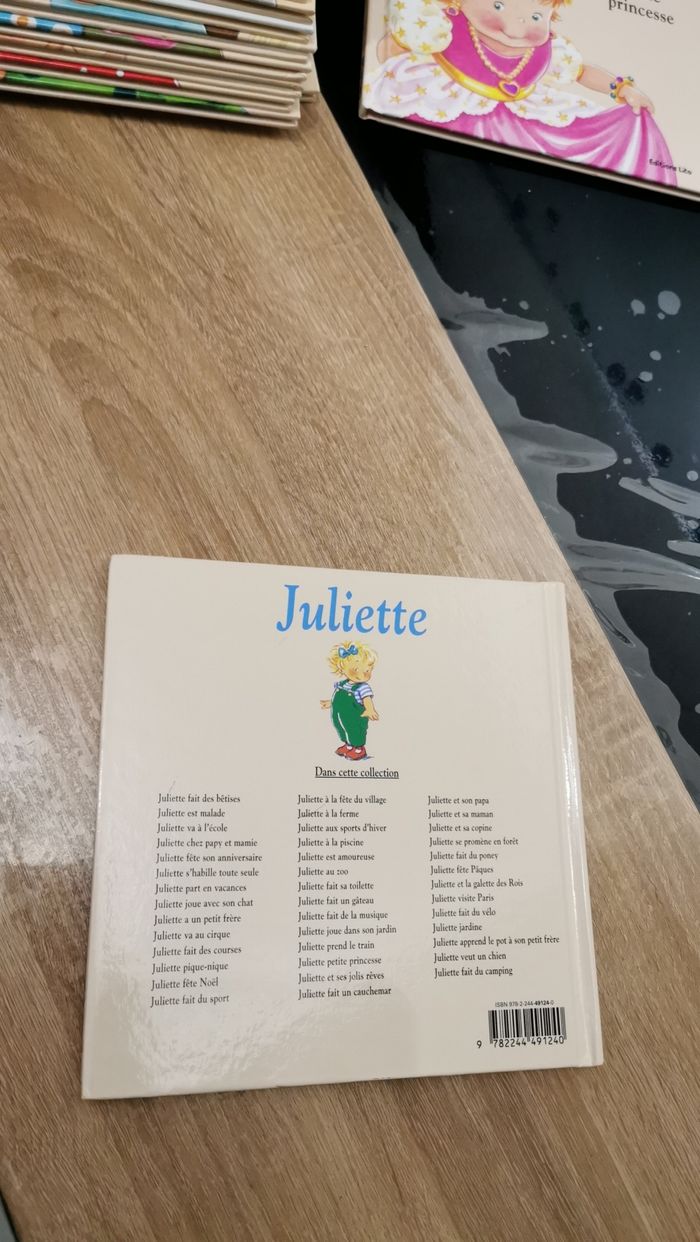 princesse
Editions Lito
Juliette
Dans cette collection
Juliette fait des bêtises
Juliette est malade
Juliette va à l'école
Juliette chez papy et mamie
Juliette fête son anniversaire
Juliette s'habille toute seule
Juliette part en vacances
Juliette joue avec son chat
Juliette a un petit frère
Juliette va au cirque
Juliette fait des courses
Juliette pique-nique
Juliette fête Noël
Juliette fait du sport
Juliette à la fête du village
Juliette à la ferme
Juliette aux sports d'hiver
Juliette à la piscine
Juliette est amoureuse
Juliette au zoo
Juliette fait sa toilette
Juliette fait un gâteau
Juliette fait de la musique
Juliette joue dans son jardin
Juliette prend le train
Juliette petite princesse
Juliette et ses jolis rêves
Juliette fait un cauchemar
Juliette et son papa
Juliette et sa maman
Juliette et sa copine
Juliette se promène en forêt
Juliette fait du poney
Juliette fête Pâques
Juliette et la galette des Rois
Juliette visite Paris
Juliette fait du vélo
Juliette jardine
Juliette apprend le pot à son petit frère
Juliette veut un chien
Juliette fait du camping
ISBN 978-2-244-49124-0
9 782244 491240